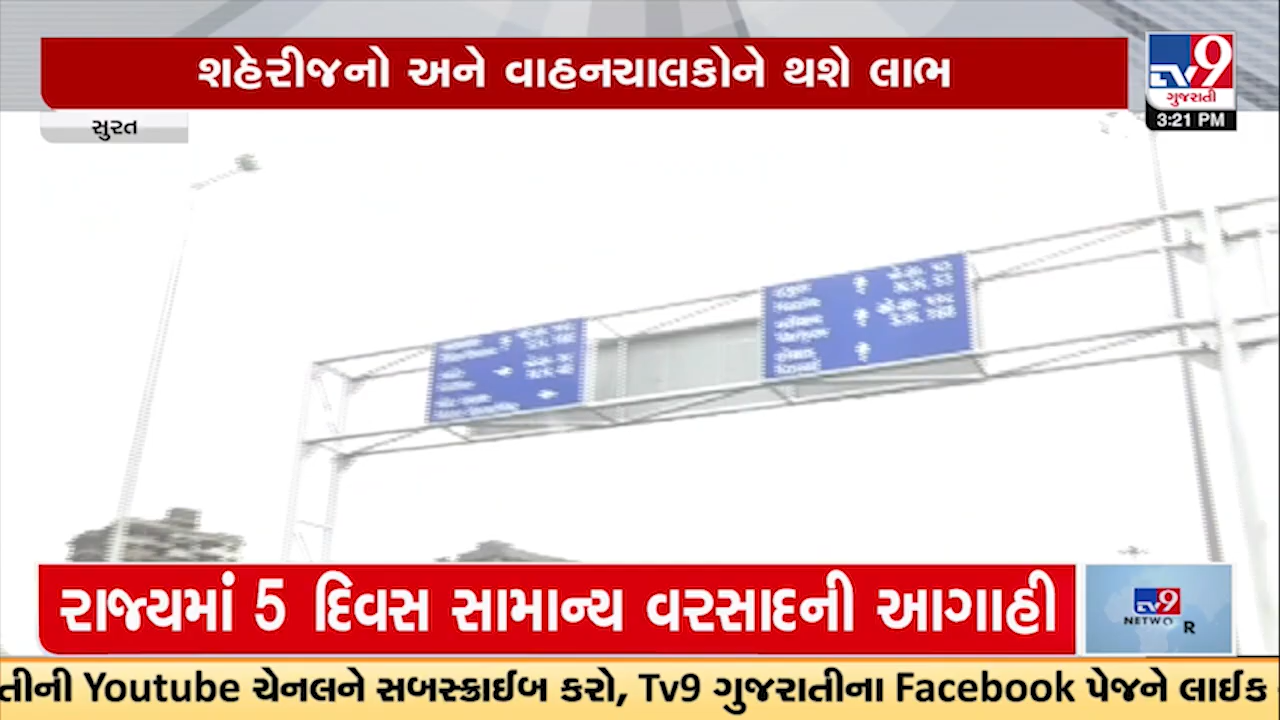 શહેરીજનો અને વાહનચાલકોને થશે લાભ
tv9
ગુજરાતી
3:21 PM
સુરત
રાજ્યમાં 5 દિવસ સામાન્ય વરસાદની આગાહી
tv9
NETWO R
તીની Youtube ચેનલને સબસ્ક્રાઈબ કરો, Tv9 ગુજરાતીના Facebook પેજને લાઈક